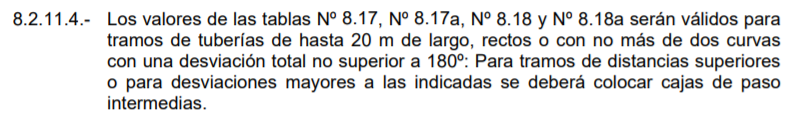 8.2.11.4.- Los valores de las tablas Nº 8.17, Nº 8.17a, Nº 8.18 y Nº 8.18a serán válidos para
tramos de tuberías de hasta 20 m de largo, rectos o con no más de dos curvas
con una desviación total no superior a 180º: Para tramos de distancias superiores
o para desviaciones mayores a las indicadas se deberá colocar cajas de paso
intermedias.